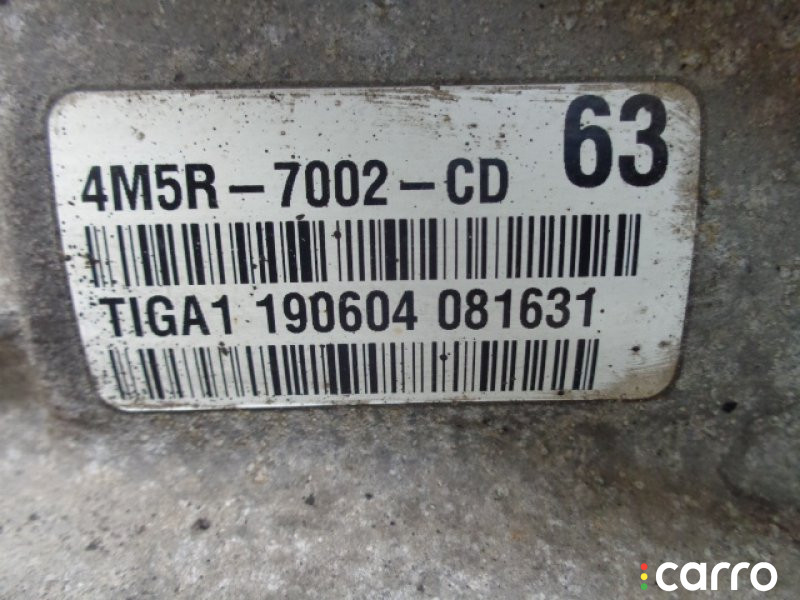 63
4M5R-7002-CD
TIGA1 190604 081631
carro